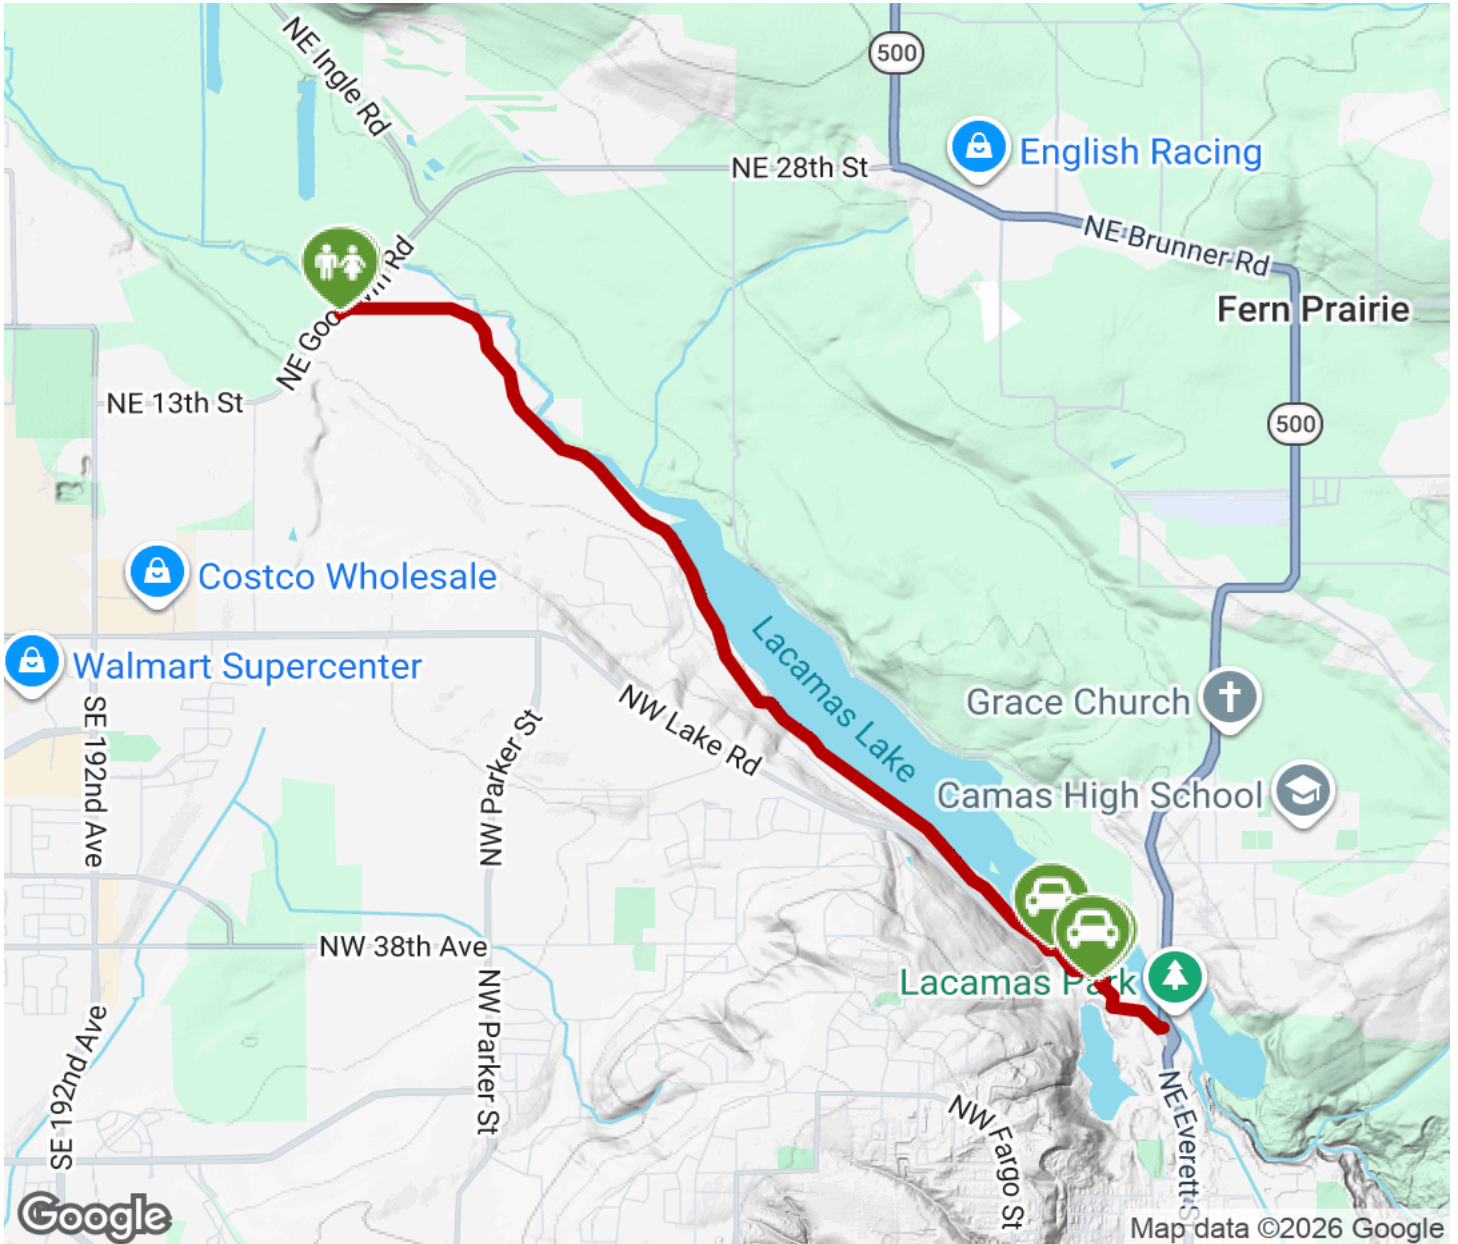 NE Ingle Rd
500
English Racing
NE 28th St
NE Brunner Rd
Fern Prairie
NE 13th St
500
Costco Wholesale
Walmart Supercenter
Lacamas Lake
Grace Church
NW Lake Rd
SE 192nd Ave
NW Parker St
Camas High School
NW 38th Ave
Lacamas Park
NW Parker St
SE 192nd Ave
NW Fargo St
Google
Map data ©2026 Google